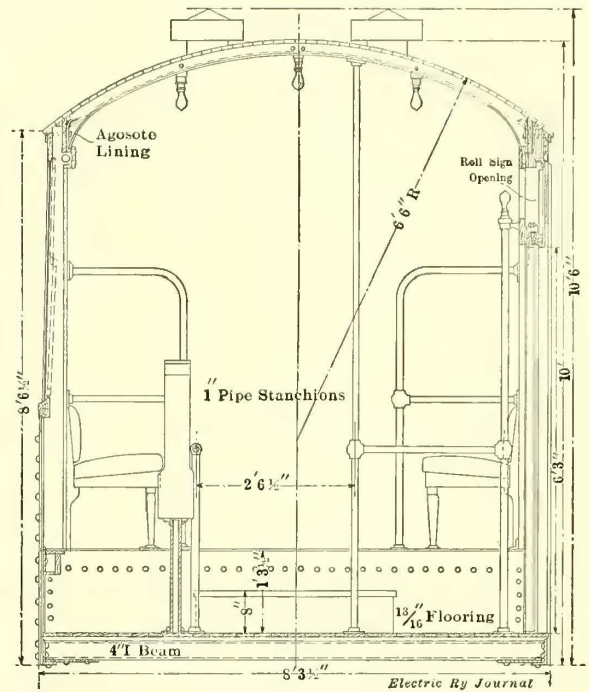 Agosote
Lining
Roll Sign
Opening
6'6" R
10'6"
10'
8'6½"
1" Pipe Stanchions
6'3"
2'6½"
1'3½"
8"
13/16" Flooring
4" I Beam
8'3½"
Electric Ry Journal